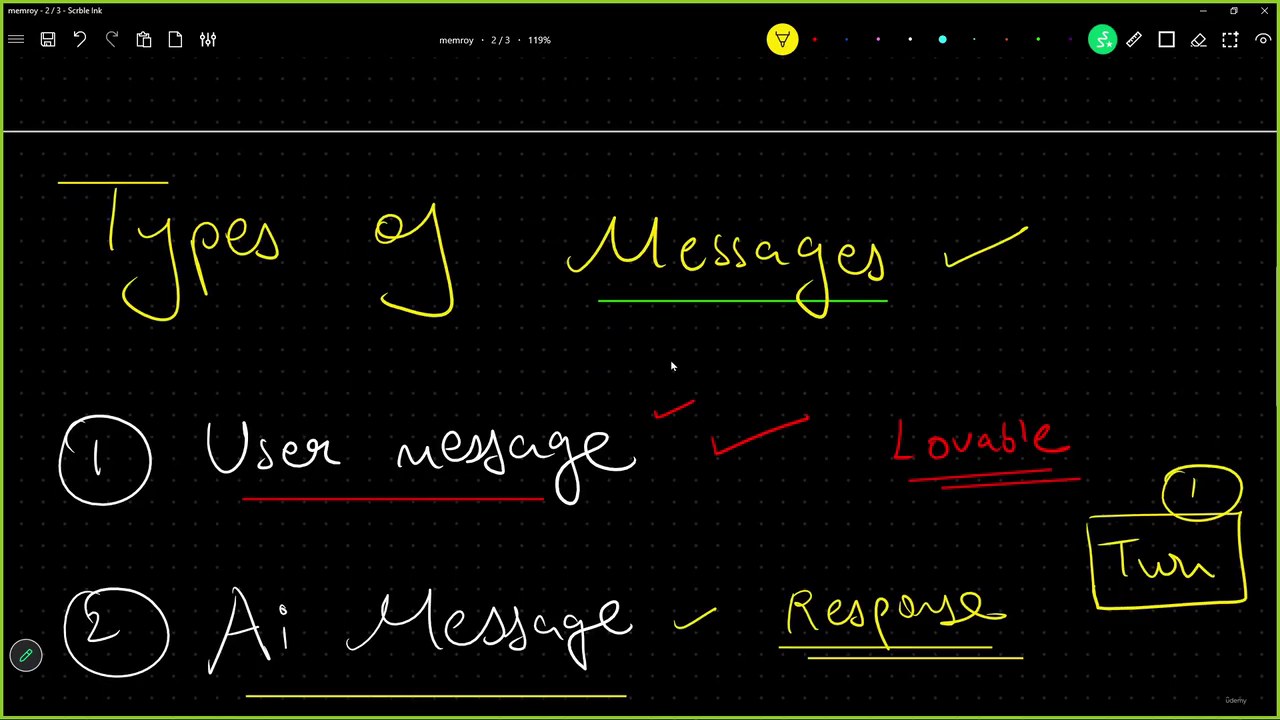 memroy - 2 / 3 - Scrble Ink
memroy • 2 / 3 • 119%
Types of Messages
1 User message Lovable
1
Turn
2 Ai Message Response
ûdemy